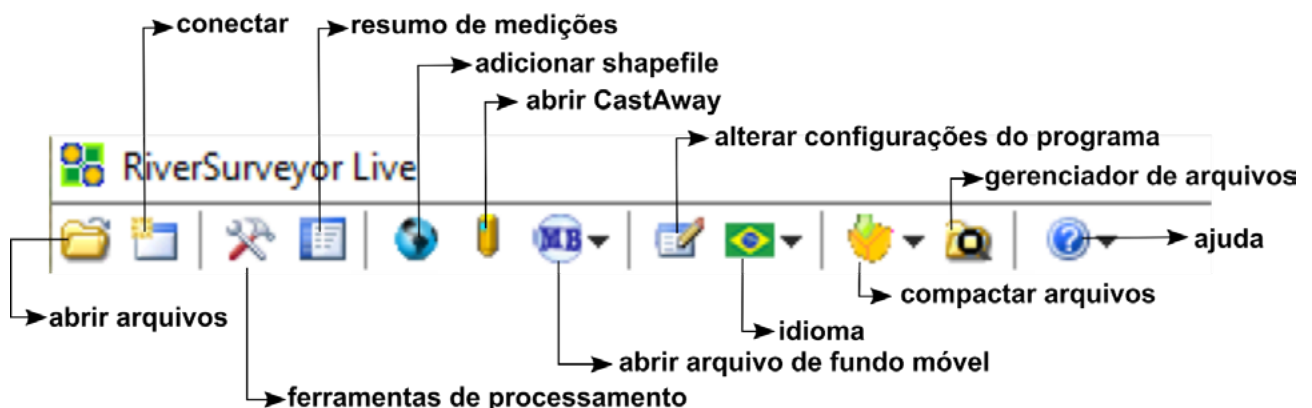 conectar
resumo de medições
adicionar shapefile
abrir CastAway
alterar configurações do programa
RiverSurveyor Live
gerenciador de arquivos
MB
ajuda
compactar arquivos
abrir arquivos
idioma
abrir arquivo de fundo móvel
ferramentas de processamento